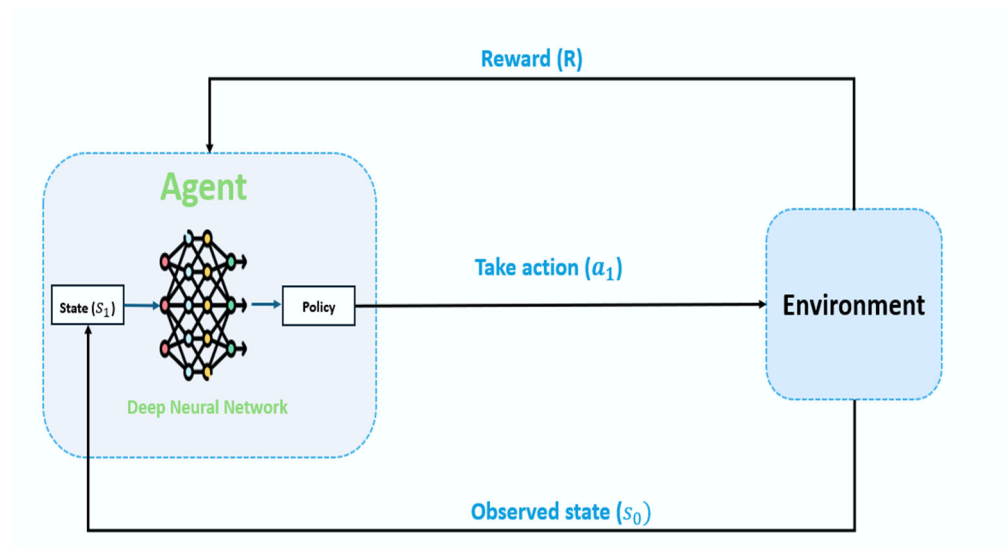 Reward (R)
Agent
Take action (𝑎₁)
State (𝑆₁)
Policy
Environment
Deep Neural Network
Observed state (𝑠₀)